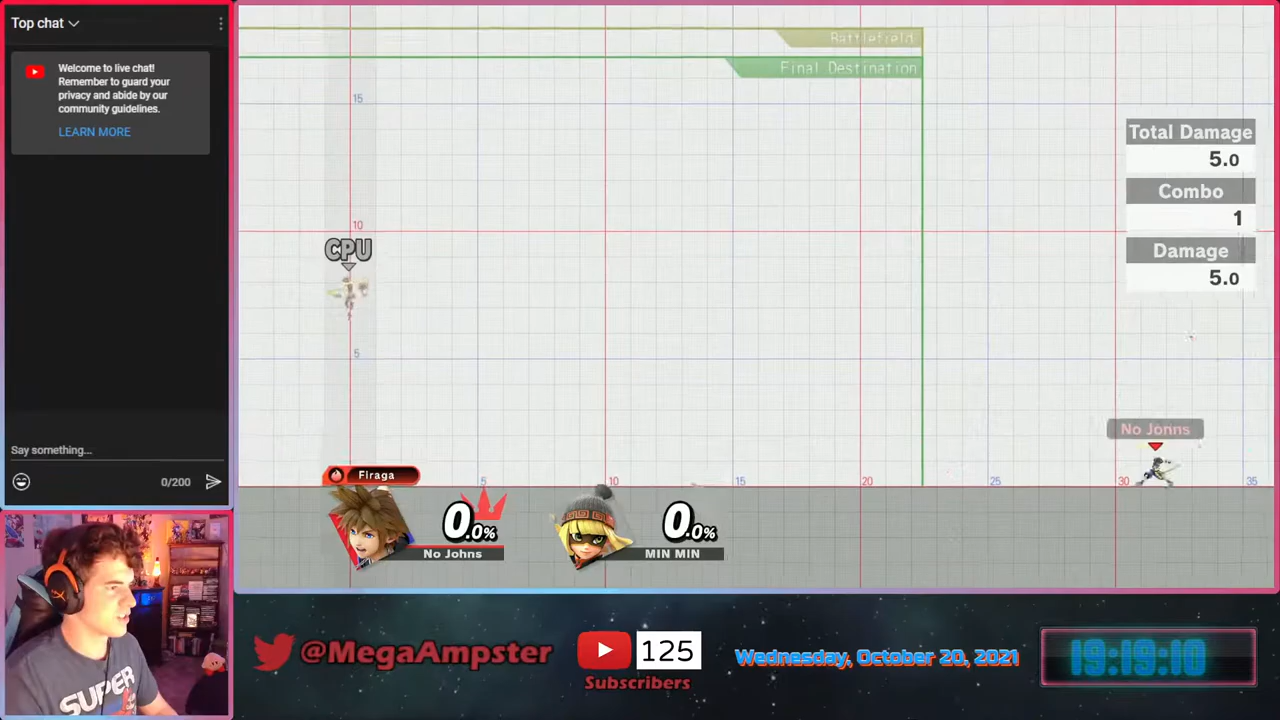 Top chat
Welcome to live chat!
Remember to guard your
privacy and abide by our
community guidelines.
LEARN MORE
Say something...
0/200
Battlefield
Final Destination
15
10
5
CPU
Total Damage
5.0
Combo
1
Damage
5.0
No Johns
5
10
15
20
25
30
35
Firaga
0.0%
No Johns
0.0%
MIN MIN
SUPER
@MegaAmpster
125
Subscribers
Wednesday, October 20, 2021
19:19:10